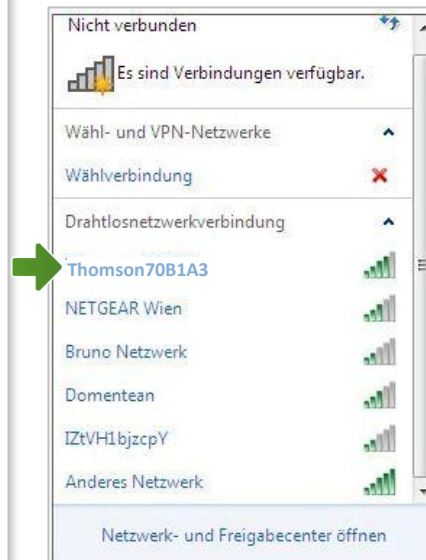 Nicht verbunden
Es sind Verbindungen verfügbar.
Wähl- und VPN-Netzwerke
Wählverbindung
Drahtlosnetzwerkverbindung
Thomson70B1A3
NETGEAR Wien
Bruno Netzwerk
Domentean
IZtVH1bjzcpY
Anderes Netzwerk
Netzwerk- und Freigabecenter öffnen